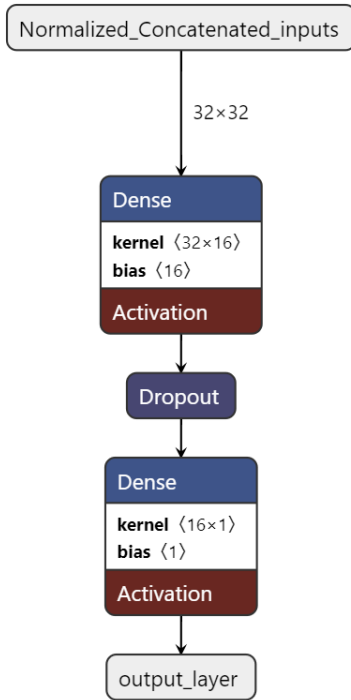 Normalized_Concatenated_inputs
32×32
Dense
kernel 〈32×16〉
bias 〈16〉
Activation
Dropout
Dense
kernel 〈16×1〉
bias 〈1〉
Activation
output_layer